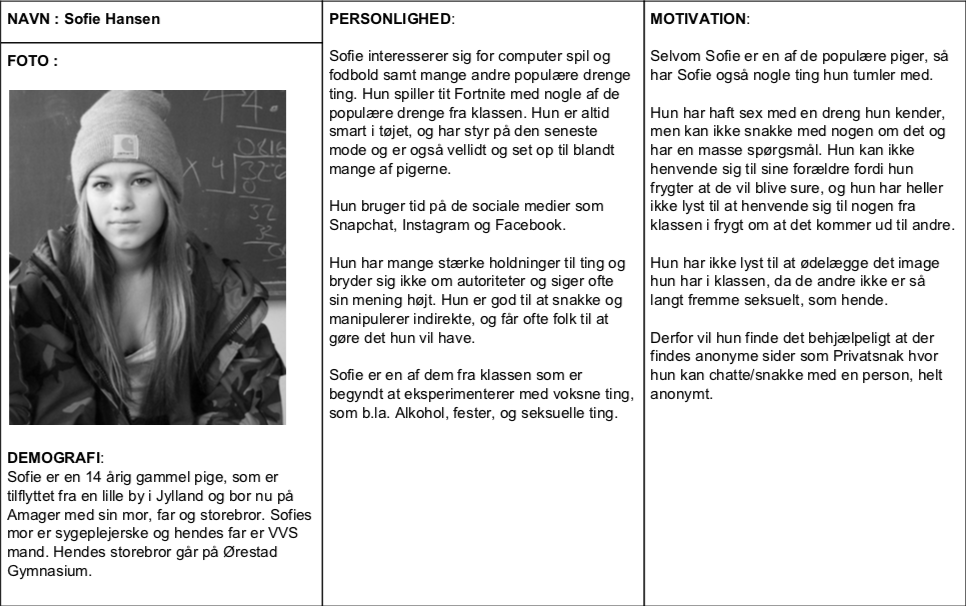 NAVN : Sofie Hansen
FOTO :
DEMOGRAFI:
Sofie er en 14 årig gammel pige, som er
tilflyttet fra en lille by i Jylland og bor nu på
Amager med sin mor, far og storebror. Sofies
mor er sygeplejerske og hendes far er VVS
mand. Hendes storebror går på Ørestad
Gymnasium.
PERSONLIGHED:
Sofie interesserer sig for computer spil og
fodbold samt mange andre populære drenge
ting. Hun spiller tit Fortnite med nogle af de
populære drenge fra klassen. Hun er altid
smart i tøjet, og har styr på den seneste
mode og er også vellidt og set op til blandt
mange af pigerne.
Hun bruger tid på de sociale medier som
Snapchat, Instagram og Facebook.
Hun har mange stærke holdninger til ting og
bryder sig ikke om autoriteter og siger ofte
sin mening højt. Hun er god til at snakke og
manipulerer indirekte, og får ofte folk til at
gøre det hun vil have.
Sofie er en af dem fra klassen som er
begyndt at eksperimenterer med voksne ting,
som b.la. Alkohol, fester, og seksuelle ting.
MOTIVATION:
Selvom Sofie er en af de populære piger, så
har Sofie også nogle ting hun tumler med.
Hun har haft sex med en dreng hun kender,
men kan ikke snakke med nogen om det og
har en masse spørgsmål. Hun kan ikke
henvende sig til sine forældre fordi hun
frygter at de vil blive sure, og hun har heller
ikke lyst til at henvende sig til nogen fra
klassen i frygt om at det kommer ud til andre.
Hun har ikke lyst til at ødelægge det image
hun har i klassen, da de andre ikke er så
langt fremme seksuelt, som hende.
Derfor vil hun finde det behjælpeligt at der
findes anonyme sider som Privatsnak hvor
hun kan chatte/snakke med en person, helt
anonymt.